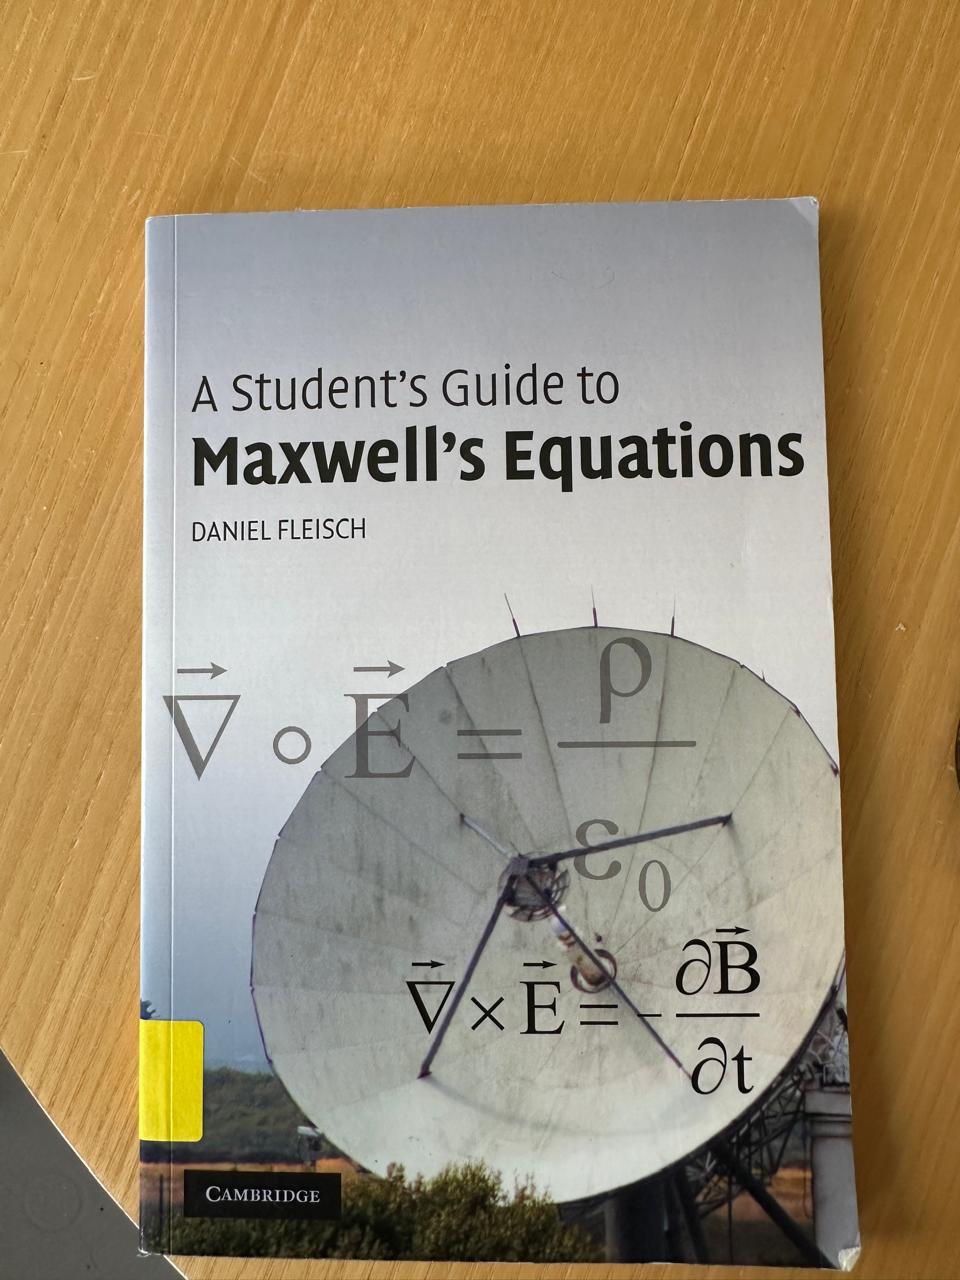 A Student's Guide to
Maxwell's Equations
DANIEL FLEISCH
∇⃗ ∘ E⃗ = ρ/ε₀
∇⃗ × E⃗ = -∂B⃗/∂t
CAMBRIDGE